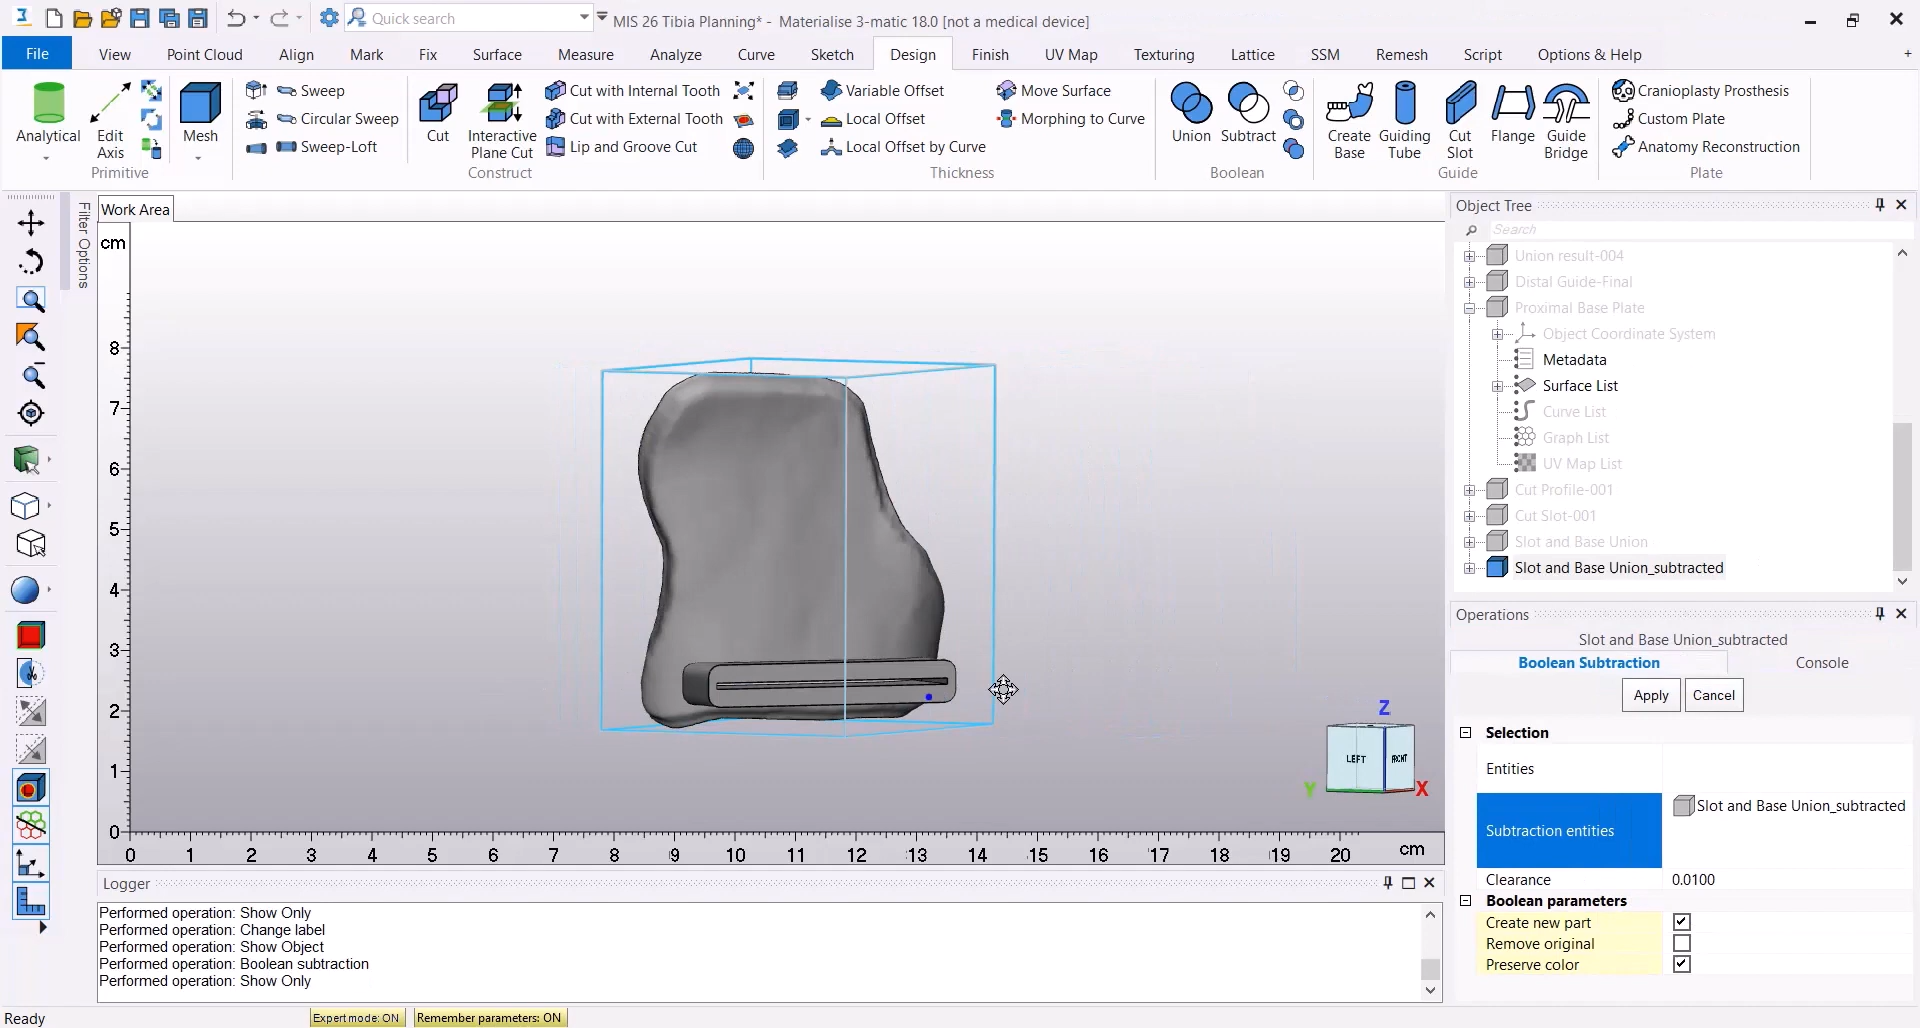 Quick search
MIS 26 Tibia Planning* - Materialise 3-matic 18.0 [not a medical device]
File View Point Cloud Align Mark Fix Surface Measure Analyze Curve Sketch Design Finish UV Map Texturing Lattice SSM Remesh Script Options & Help
Analytical
Edit Axis
Mesh
Primitive
Sweep
Circular Sweep
Sweep-Loft
Cut
Interactive Plane Cut
Cut with Internal Tooth
Cut with External Tooth
Lip and Groove Cut
Construct
Variable Offset
Local Offset
Local Offset by Curve
Move Surface
Morphing to Curve
Thickness
Union
Subtract
Boolean
Create Base
Guiding Tube
Cut Slot
Flange
Guide Bridge
Guide
Cranioplasty Prosthesis
Custom Plate
Anatomy Reconstruction
Plate
Filter Options
Work Area
cm
8
7
6
5
4
3
2
1
0
0 1 2 3 4 5 6 7 8 9 10 11 12 13 14 15 16 17 18 19 20 cm
Z
LEFT FRONT
Y X
Logger
Performed operation: Show Only
Performed operation: Change label
Performed operation: Show Object
Performed operation: Boolean subtraction
Performed operation: Show Only
Object Tree
Search
Union result-004
Distal Guide-Final
Proximal Base Plate
Object Coordinate System
Metadata
Surface List
Curve List
Graph List
UV Map List
Cut Profile-001
Cut Slot-001
Slot and Base Union
Slot and Base Union_subtracted
Operations
Slot and Base Union_subtracted
Boolean Subtraction Console
Apply Cancel
Selection
Entities
Subtraction entities Slot and Base Union_subtracted
Clearance 0.0100
Boolean parameters
Create new part
Remove original
Preserve color
Ready Expert mode: ON Remember parameters: ON